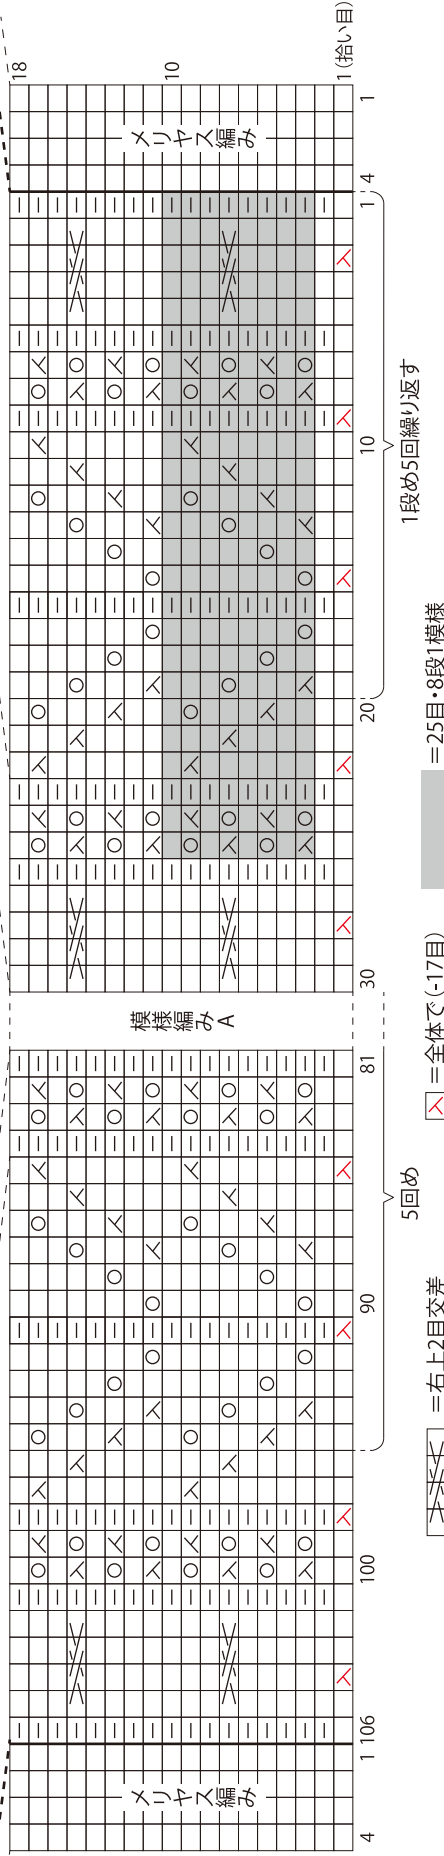 18
10
1(拾い目)
1
メリヤス編み
4
1
10
20
30
1段め5回繰り返す
模様編みA
81
90
100
106
5回め
1
メリヤス編み
4
=25目・8段1模様
=全体で(-17目)
=右上2目交差